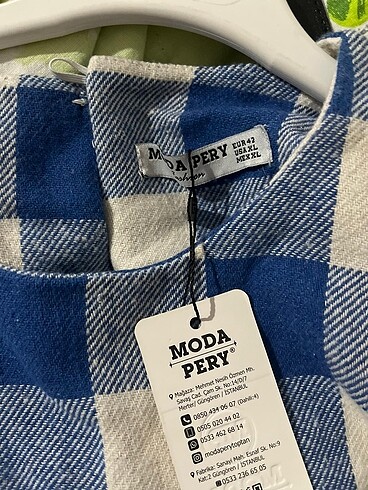 MODA PERY
EUR 42
USA XL
MEX XL
MODA
PERY®
Mağaza: Mehmet Nesih Özmen Mh.
Savaş Cad. Çam Sk. No:14/D/7
Merter/ Güngören / İSTANBUL
0850 494 06 07 (Dahili:4)
0505 020 44 02
0533 462 68 14
modaperytoptan
Fabrika: Sanayi Mah. Esnaf Sk. No:9
Kat:2 Güngören / İSTANBUL
0533 236 65 05